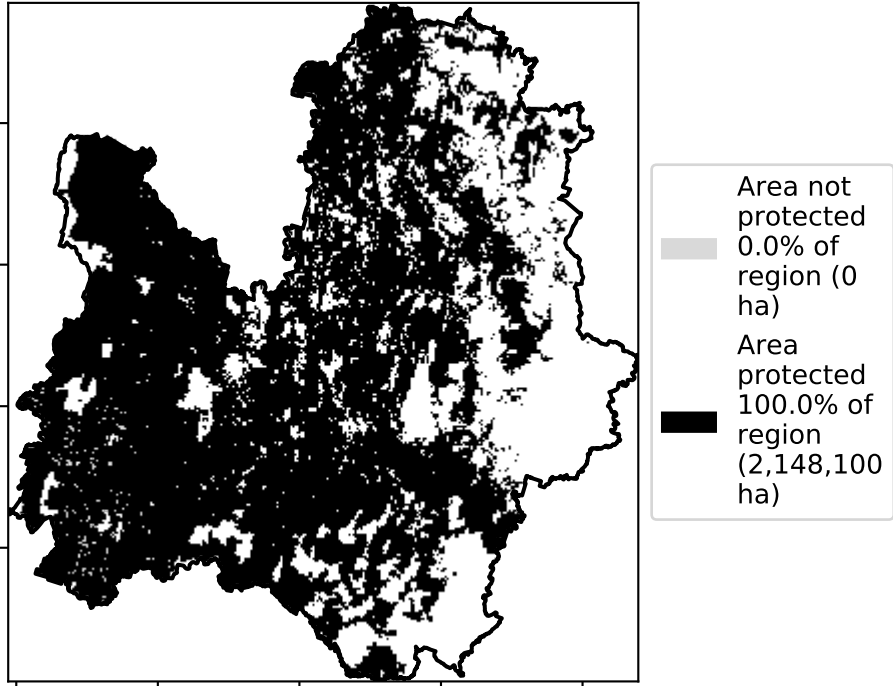 Area not
protected
0.0% of
region (0
ha)
Area
protected
100.0% of
region
(2,148,100
ha)